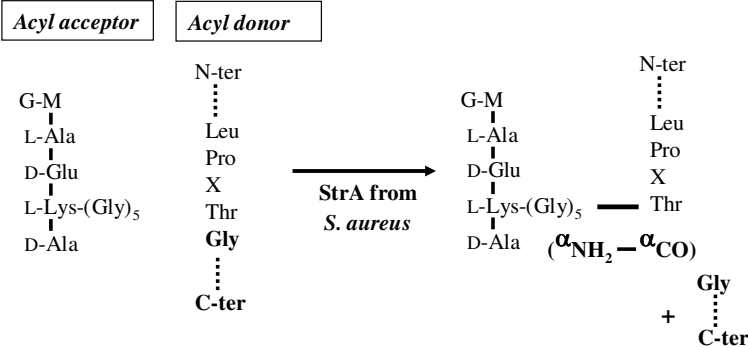 Acyl acceptor
Acyl donor
G-M
L-Ala
D-Glu
L-Lys-(Gly)5
D-Ala
N-ter
Leu
Pro
X
Thr
Gly
C-ter
StrA from
S. aureus
G-M
L-Ala
D-Glu
L-Lys-(Gly)5
D-Ala
N-ter
Leu
Pro
X
Thr
(αNH2 – αCO)
Gly
+
C-ter